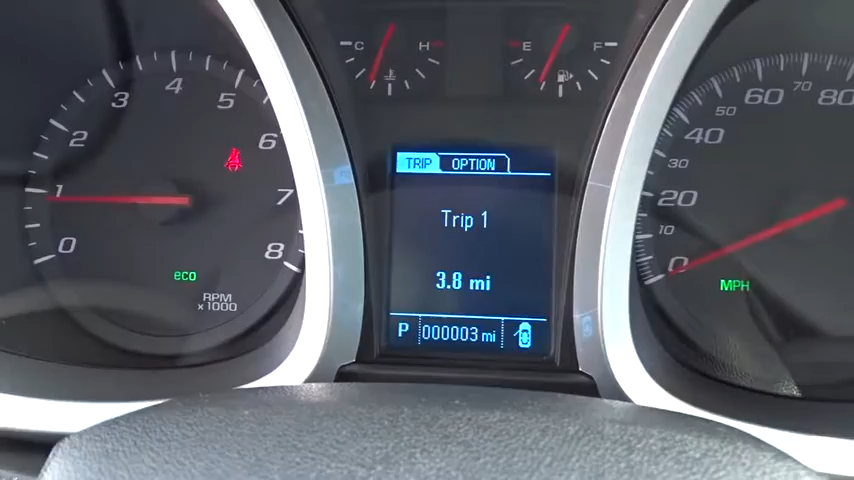 C H
E F
0 1 2 3 4 5 6 7 8
eco
RPM
x1000
TRIP OPTION
Trip 1
3.8 mi
P 000003 mi
0 10 20 30 40 50 60 70 80
MPH